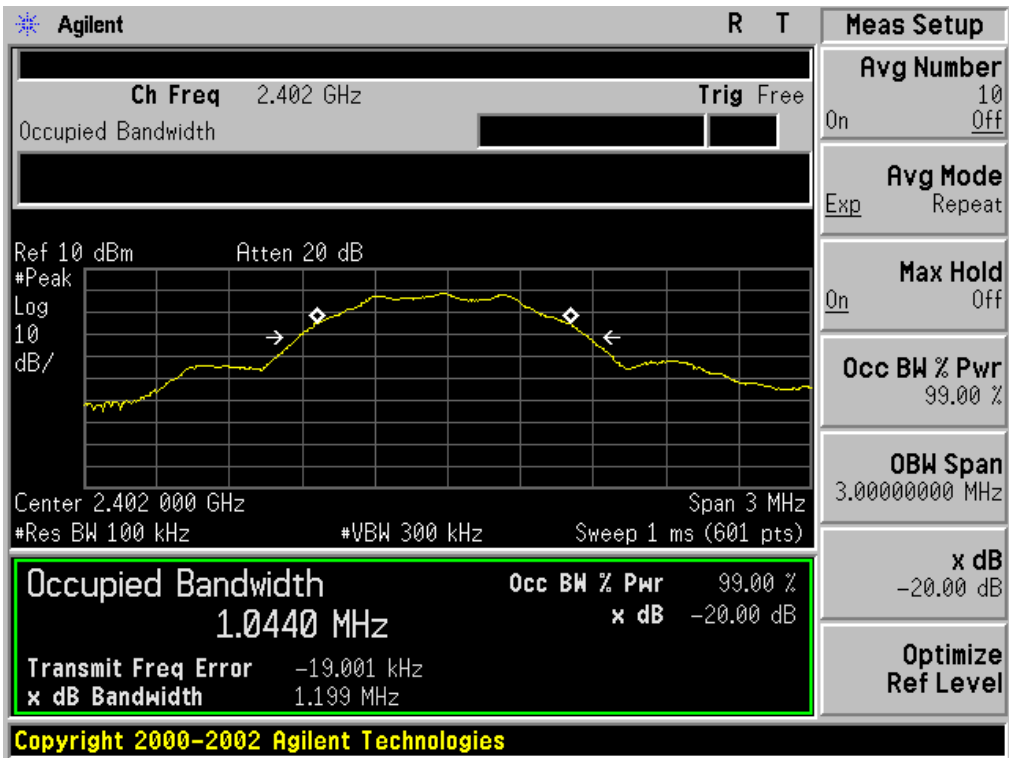 Agilent R T
Ch Freq 2.402 GHz Trig Free
Occupied Bandwidth
Ref 10 dBm Atten 20 dB
#Peak
Log
10
dB/
Center 2.402 000 GHz Span 3 MHz
#Res BW 100 kHz #VBW 300 kHz Sweep 1 ms (601 pts)
Occupied Bandwidth Occ BW % Pwr 99.00 %
1.0440 MHz x dB -20.00 dB
Transmit Freq Error -19.001 kHz
x dB Bandwidth 1.199 MHz
Copyright 2000-2002 Agilent Technologies
Meas Setup
Avg Number
10
On Off
Avg Mode
Exp Repeat
Max Hold
On Off
Occ BW % Pwr
99.00 %
OBW Span
3.00000000 MHz
x dB
-20.00 dB
Optimize
Ref Level